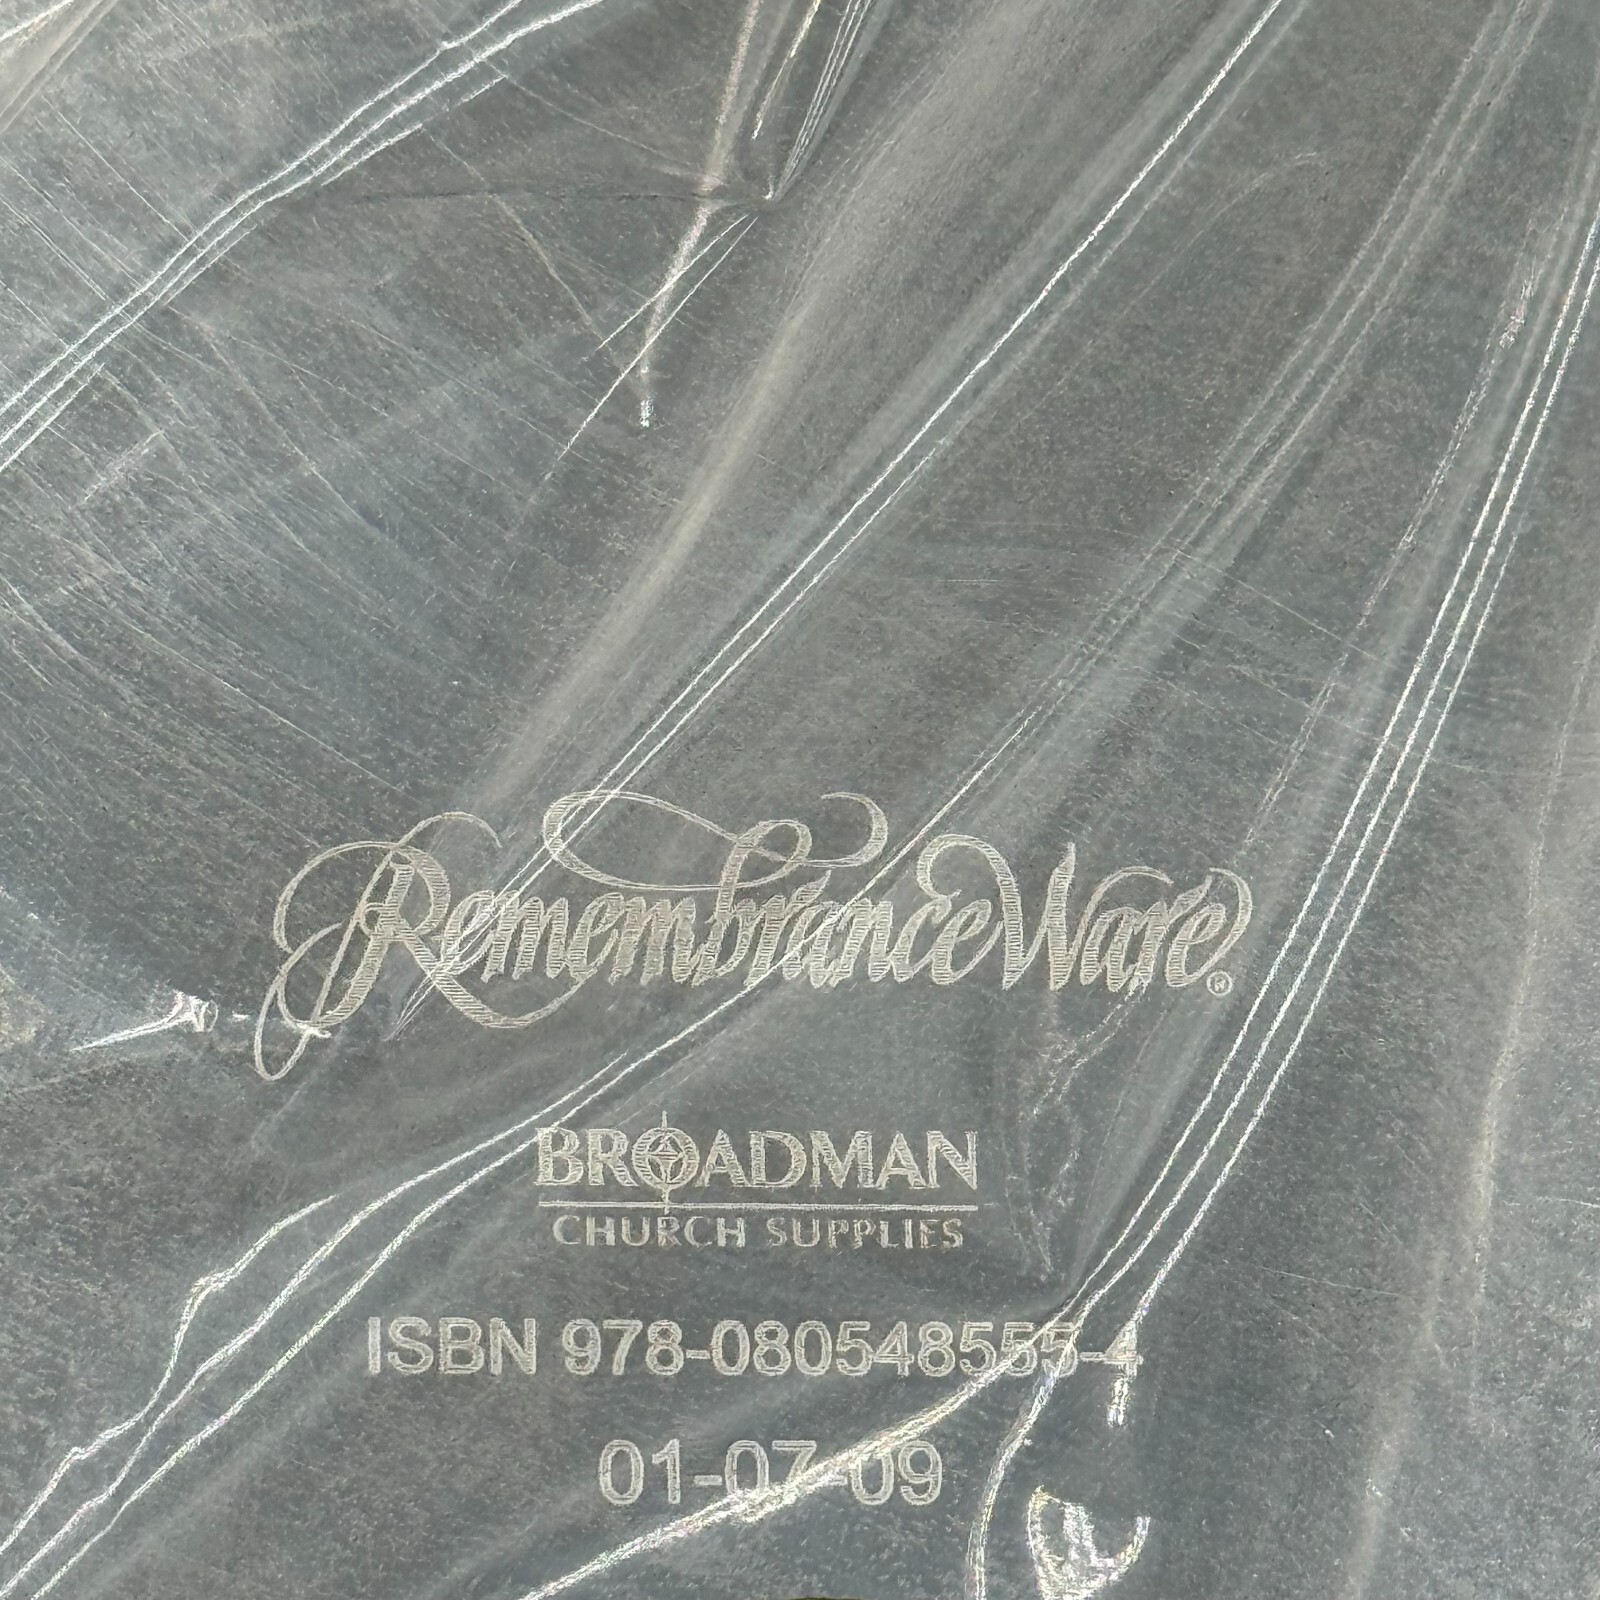 RemembranceWare®
BROADMAN
CHURCH SUPPLIES
ISBN 978-080548555-4
01-07-09